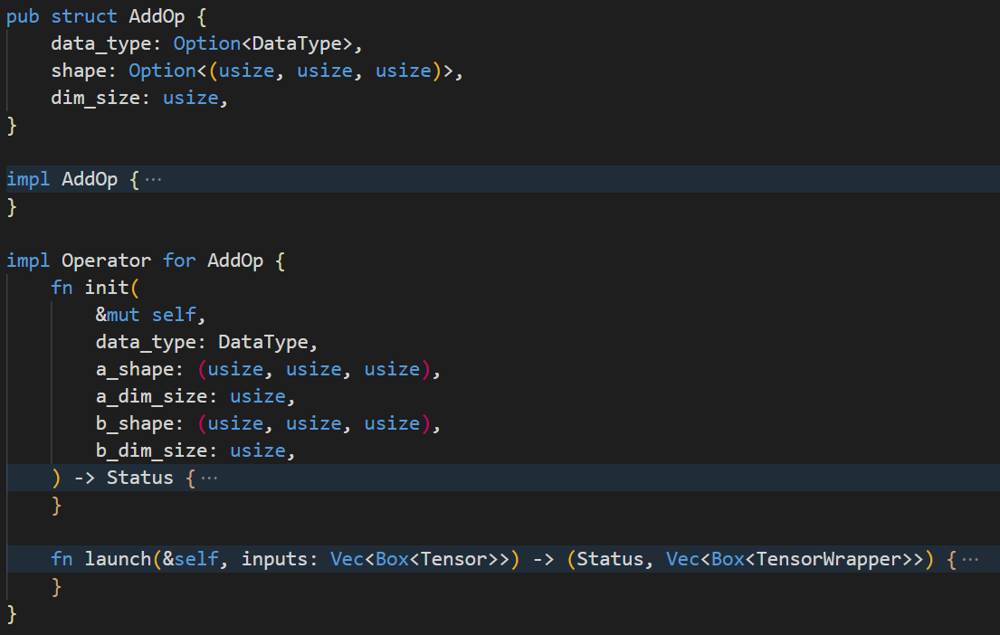 pub struct AddOp {
    data_type: Option<DataType>,
    shape: Option<(usize, usize, usize)>,
    dim_size: usize,
}
impl AddOp {···
}
impl Operator for AddOp {
    fn init(
        &mut self,
        data_type: DataType,
        a_shape: (usize, usize, usize),
        a_dim_size: usize,
        b_shape: (usize, usize, usize),
        b_dim_size: usize,
    ) -> Status {···
    }
    fn launch(&self, inputs: Vec<Box<Tensor>>) -> (Status, Vec<Box<TensorWrapper>>) {···
    }
}